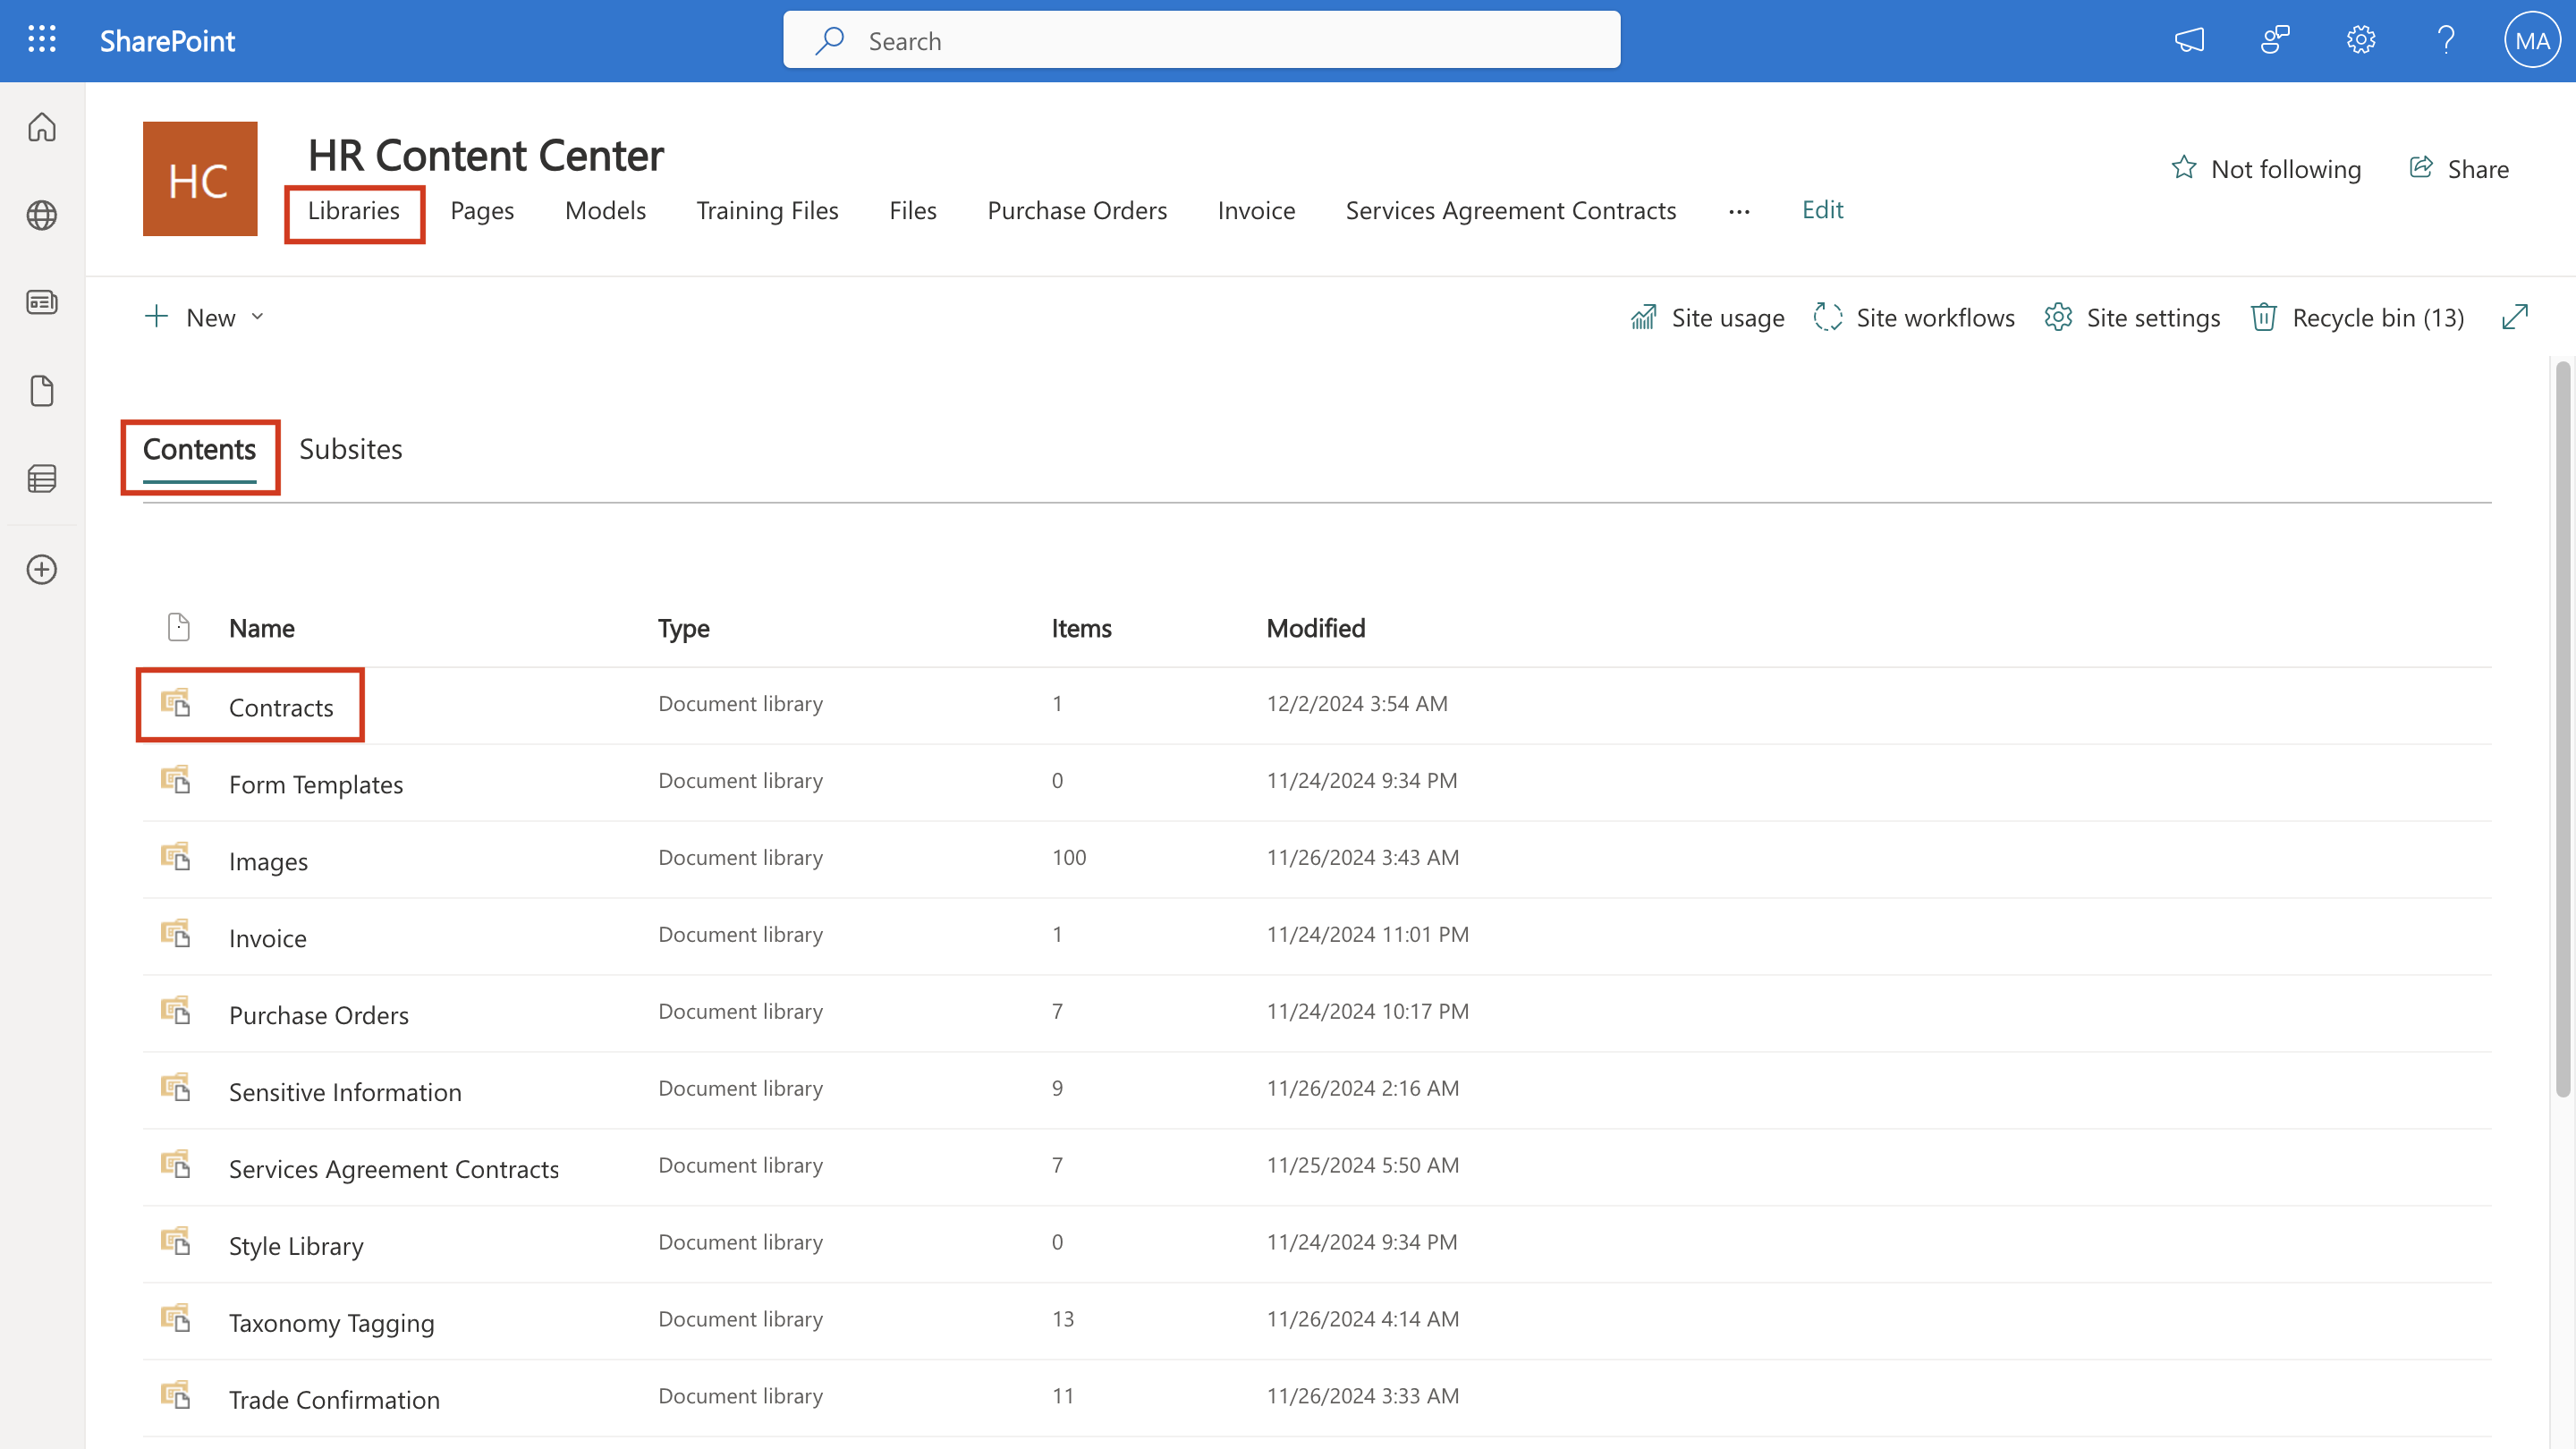 SharePoint
Search
MA
HC
HR Content Center
Not following
Share
Libraries Pages Models Training Files Files Purchase Orders Invoice Services Agreement Contracts ... Edit
New
Site usage Site workflows Site settings Recycle bin (13)
Contents Subsites
Name Type Items Modified
Contracts Document library 1 12/2/2024 3:54 AM
Form Templates Document library 0 11/24/2024 9:34 PM
Images Document library 100 11/26/2024 3:43 AM
Invoice Document library 1 11/24/2024 11:01 PM
Purchase Orders Document library 7 11/24/2024 10:17 PM
Sensitive Information Document library 9 11/26/2024 2:16 AM
Services Agreement Contracts Document library 7 11/25/2024 5:50 AM
Style Library Document library 0 11/24/2024 9:34 PM
Taxonomy Tagging Document library 13 11/26/2024 4:14 AM
Trade Confirmation Document library 11 11/26/2024 3:33 AM